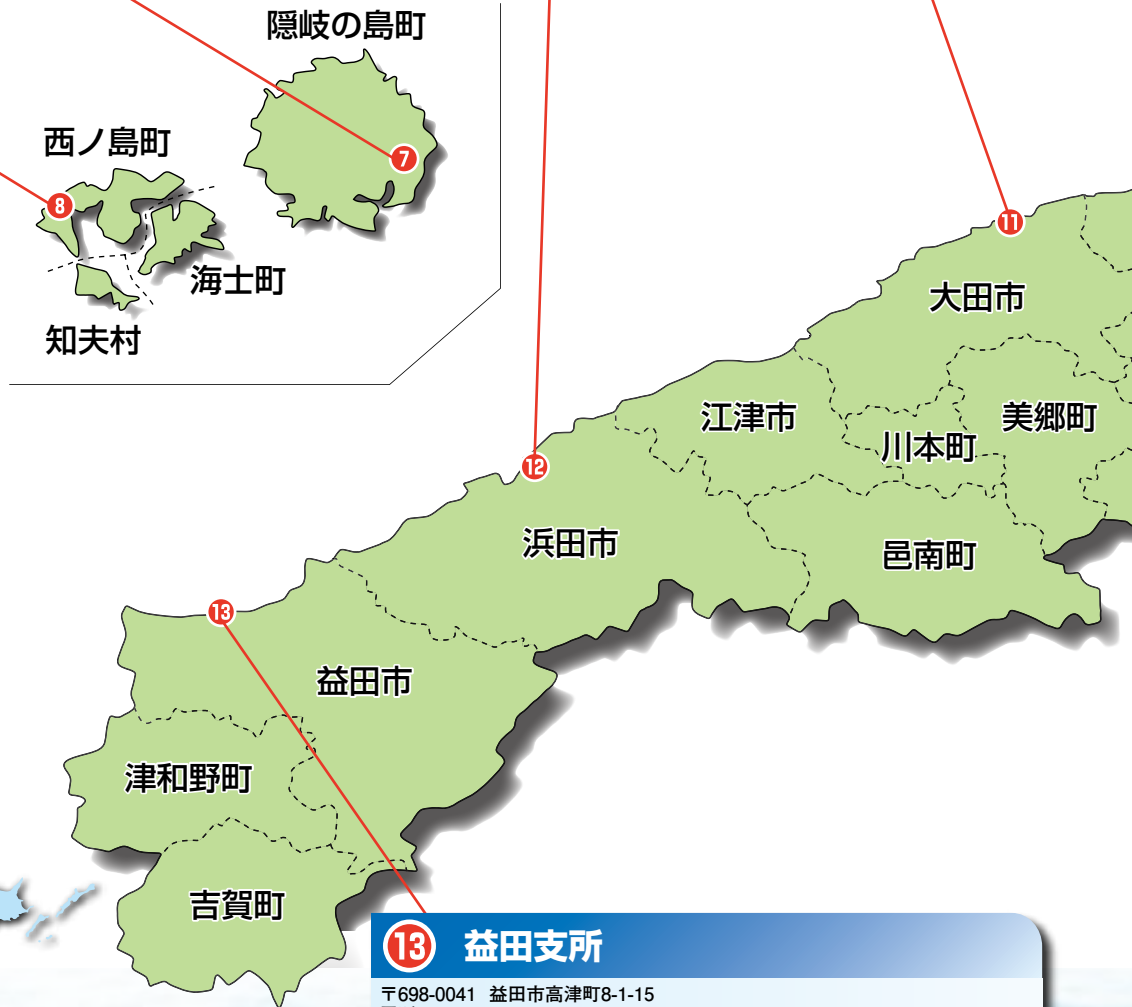 隠岐の島町
西ノ島町
7
8
11
海士町
大田市
知夫村
江津市
美郷町
川本町
12
浜田市
邑南町
13
益田市
津和野町
吉賀町
13 益田支所
〒698-0041 益田市高津町8-1-15